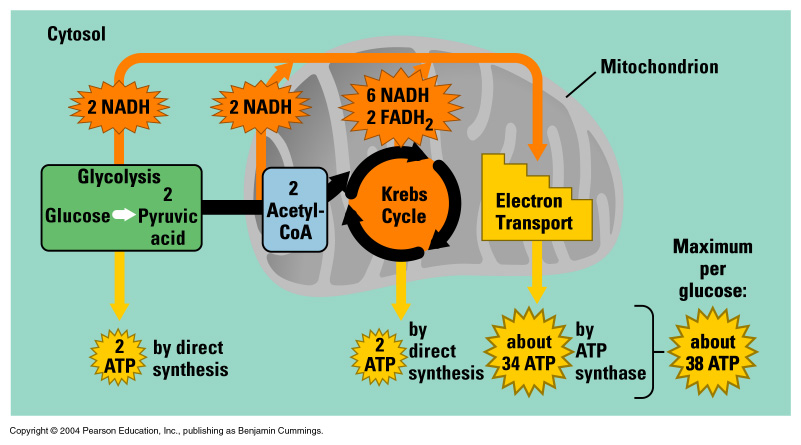 Cytosol
Mitochondrion
2 NADH
2 NADH
6 NADH
2 FADH2
Glycolysis
Glucose
2
Pyruvic
acid
2
Acetyl-
CoA
Krebs
Cycle
Electron
Transport
Maximum
per
glucose:
2
ATP
by direct
synthesis
2
ATP
by
direct
synthesis
about
34 ATP
by
ATP
synthase
about
38 ATP
Copyright © 2004 Pearson Education, Inc., publishing as Benjamin Cummings.